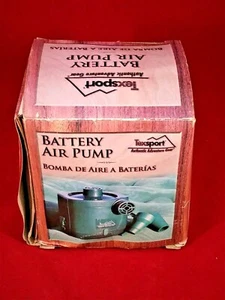 BOMBA DE AIRE A BATERÍAS
BATTERY
AIR PUMP
Texsport
Authentic Adventure Gear
BATTERY
AIR PUMP
Texsport
Authentic Adventure Gear
BOMBA DE AIRE A BATERÍAS